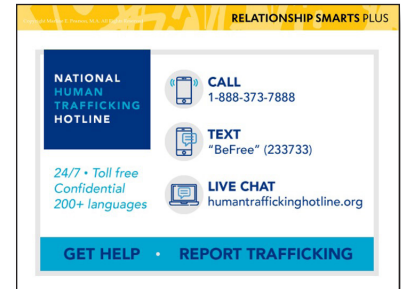 RELATIONSHIP SMARTS PLUS
NATIONAL
HUMAN
TRAFFICKING
HOTLINE
24/7 • Toll free
Confidential
200+ languages
CALL
1-888-373-7888
TEXT
"BeFree" (233733)
LIVE CHAT
humantraffickinghotline.org
GET HELP • REPORT TRAFFICKING